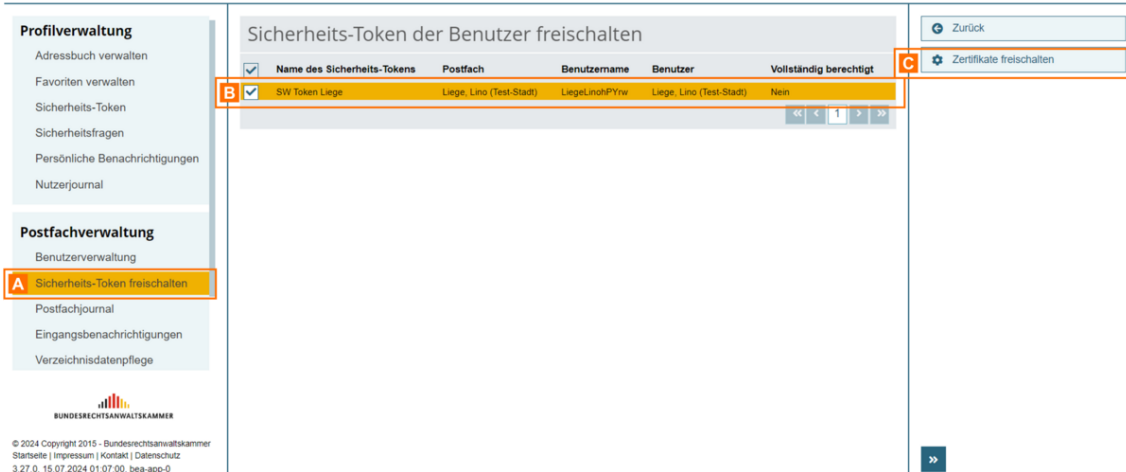 Profilverwaltung
Adressbuch verwalten
Favoriten verwalten
Sicherheits-Token
Sicherheitsfragen
Persönliche Benachrichtigungen
Nutzerjournal
Postfachverwaltung
Benutzerverwaltung
A Sicherheits-Token freischalten
Postfachjournal
Eingangsbenachrichtigungen
Verzeichnisdatenpflege
BUNDESRECHTSANWALTSKAMMER
© 2024 Copyright 2015 - Bundesrechtsanwaltskammer
Startseite | Impressum | Kontakt | Datenschutz
3.27.0, 15.07.2024 01:07:00, bea-app-0
Sicherheits-Token der Benutzer freischalten
Name des Sicherheits-Tokens Postfach Benutzername Benutzer Vollständig berechtigt
B SW Token Liege Liege, Lino (Test-Stadt) LiegeLinohPYrw Liege, Lino (Test-Stadt) Nein
« < 1 > »
Zurück
C Zertifikate freischalten
»